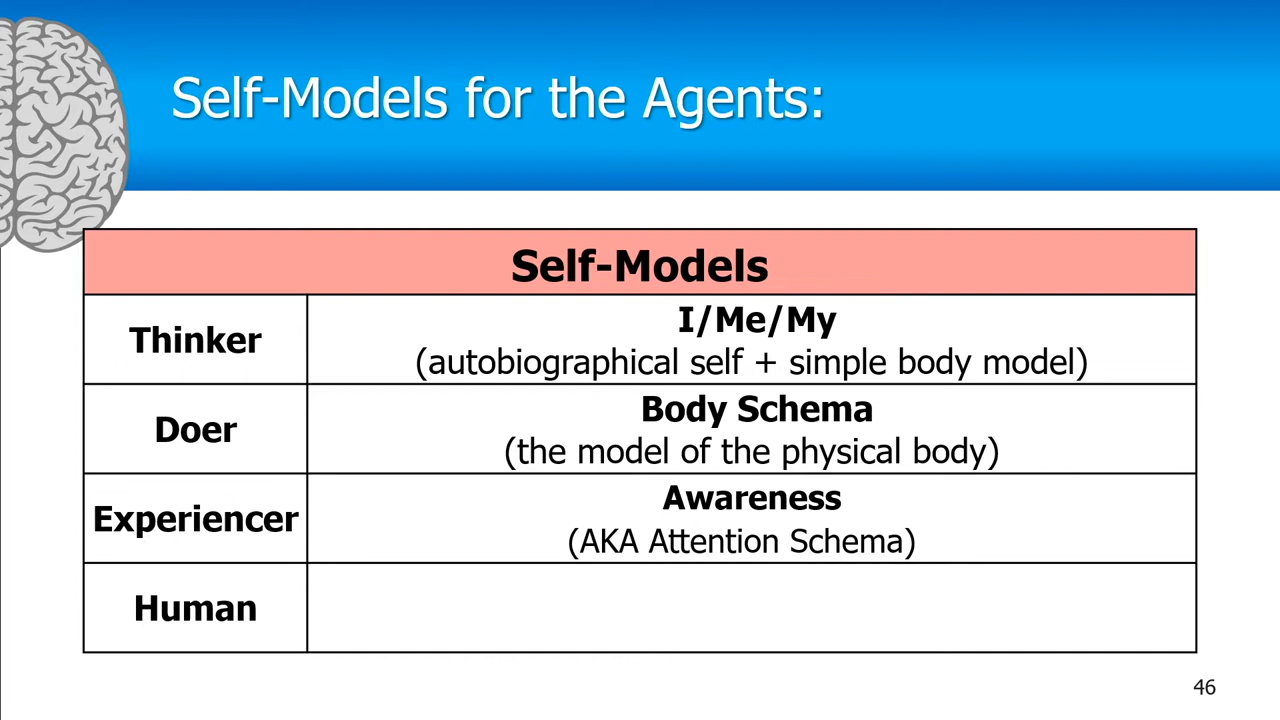 Self-Models for the Agents:
Self-Models
Thinker
I/Me/My
(autobiographical self + simple body model)
Doer
Body Schema
(the model of the physical body)
Experiencer
Awareness
(AKA Attention Schema)
Human
46